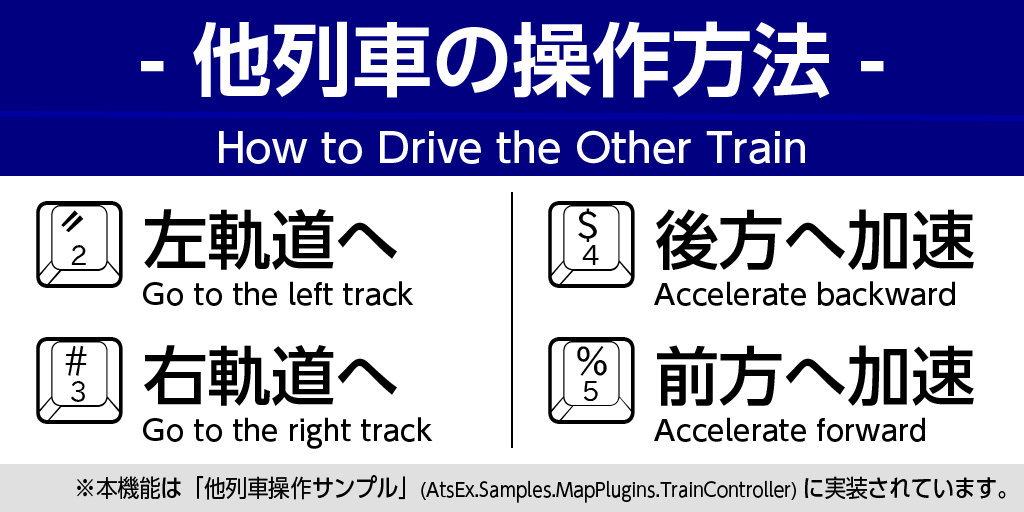 - 他列車の操作方法 -
How to Drive the Other Train
〃
2
左軌道へ
Go to the left track
#
3
右軌道へ
Go to the right track
$
4
後方へ加速
Accelerate backward
%
5
前方へ加速
Accelerate forward
※本機能は「他列車操作サンプル」(AtsEx.Samples.MapPlugins.TrainController) に実装されています。